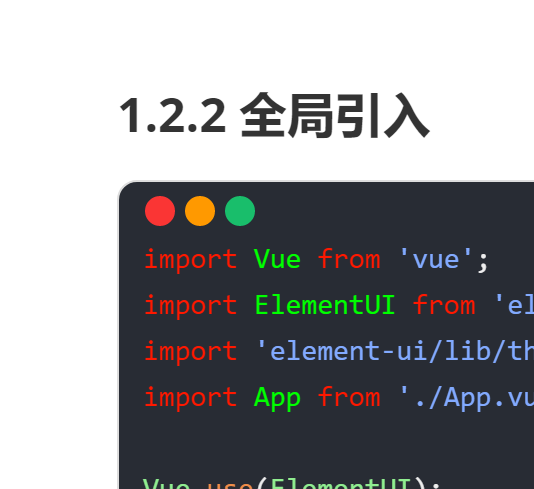 1.2.2 全局引入
import Vue from 'vue';
import ElementUI from 'el
import 'element-ui/lib/th
import App from './App.vu
Vue.use(ElementUI);